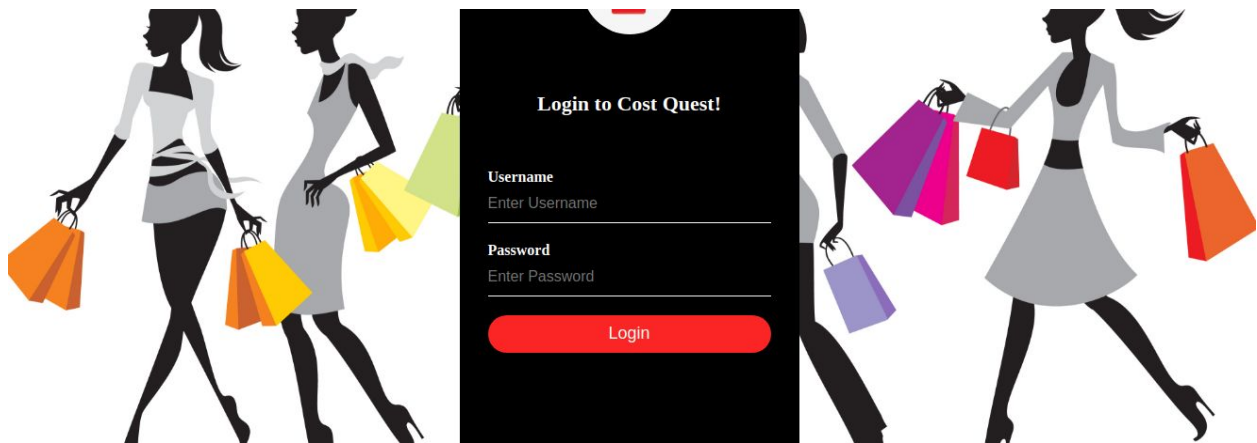 Login to Cost Quest!
Username
Enter Username
Password
Enter Password
Login